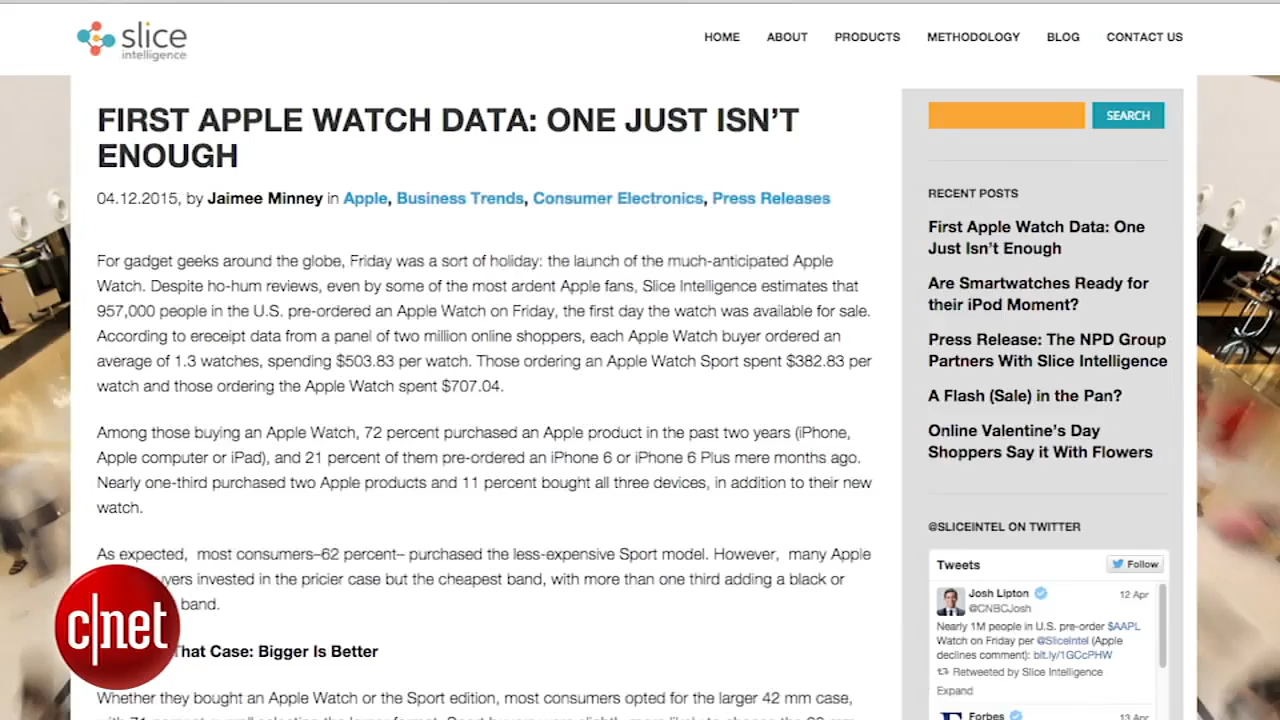 slice
intelligence
HOME ABOUT PRODUCTS METHODOLOGY BLOG CONTACT US
FIRST APPLE WATCH DATA: ONE JUST ISN'T
ENOUGH
04.12.2015, by Jaimee Minney in Apple, Business Trends, Consumer Electronics, Press Releases
For gadget geeks around the globe, Friday was a sort of holiday: the launch of the much-anticipated Apple
Watch. Despite ho-hum reviews, even by some of the most ardent Apple fans, Slice Intelligence estimates that
957,000 people in the U.S. pre-ordered an Apple Watch on Friday, the first day the watch was available for sale.
According to ereceipt data from a panel of two million online shoppers, each Apple Watch buyer ordered an
average of 1.3 watches, spending $503.83 per watch. Those ordering an Apple Watch Sport spent $382.83 per
watch and those ordering the Apple Watch spent $707.04.
Among those buying an Apple Watch, 72 percent purchased an Apple product in the past two years (iPhone,
Apple computer or iPad), and 21 percent of them pre-ordered an iPhone 6 or iPhone 6 Plus mere months ago.
Nearly one-third purchased two Apple products and 11 percent bought all three devices, in addition to their new
watch.
As expected, most consumers–62 percent– purchased the less-expensive Sport model. However, many Apple
invested in the pricier case but the cheapest band, with more than one third adding a black or
band.
That Case: Bigger Is Better
Whether they bought an Apple Watch or the Sport edition, most consumers opted for the larger 42 mm case,
c|net
SEARCH
RECENT POSTS
First Apple Watch Data: One
Just Isn't Enough
Are Smartwatches Ready for
their iPod Moment?
Press Release: The NPD Group
Partners With Slice Intelligence
A Flash (Sale) in the Pan?
Online Valentine's Day
Shoppers Say it With Flowers
@SLICEINTEL ON TWITTER
Tweets Follow
Josh Lipton 12 Apr
@CNBCJosh
Nearly 1M people in U.S. pre-order $AAPL
Watch on Friday per @SliceIntel (Apple
declines comment): bit.ly/1GCcPHW
Retweeted by Slice Intelligence
Expand
Forbes 13 Apr